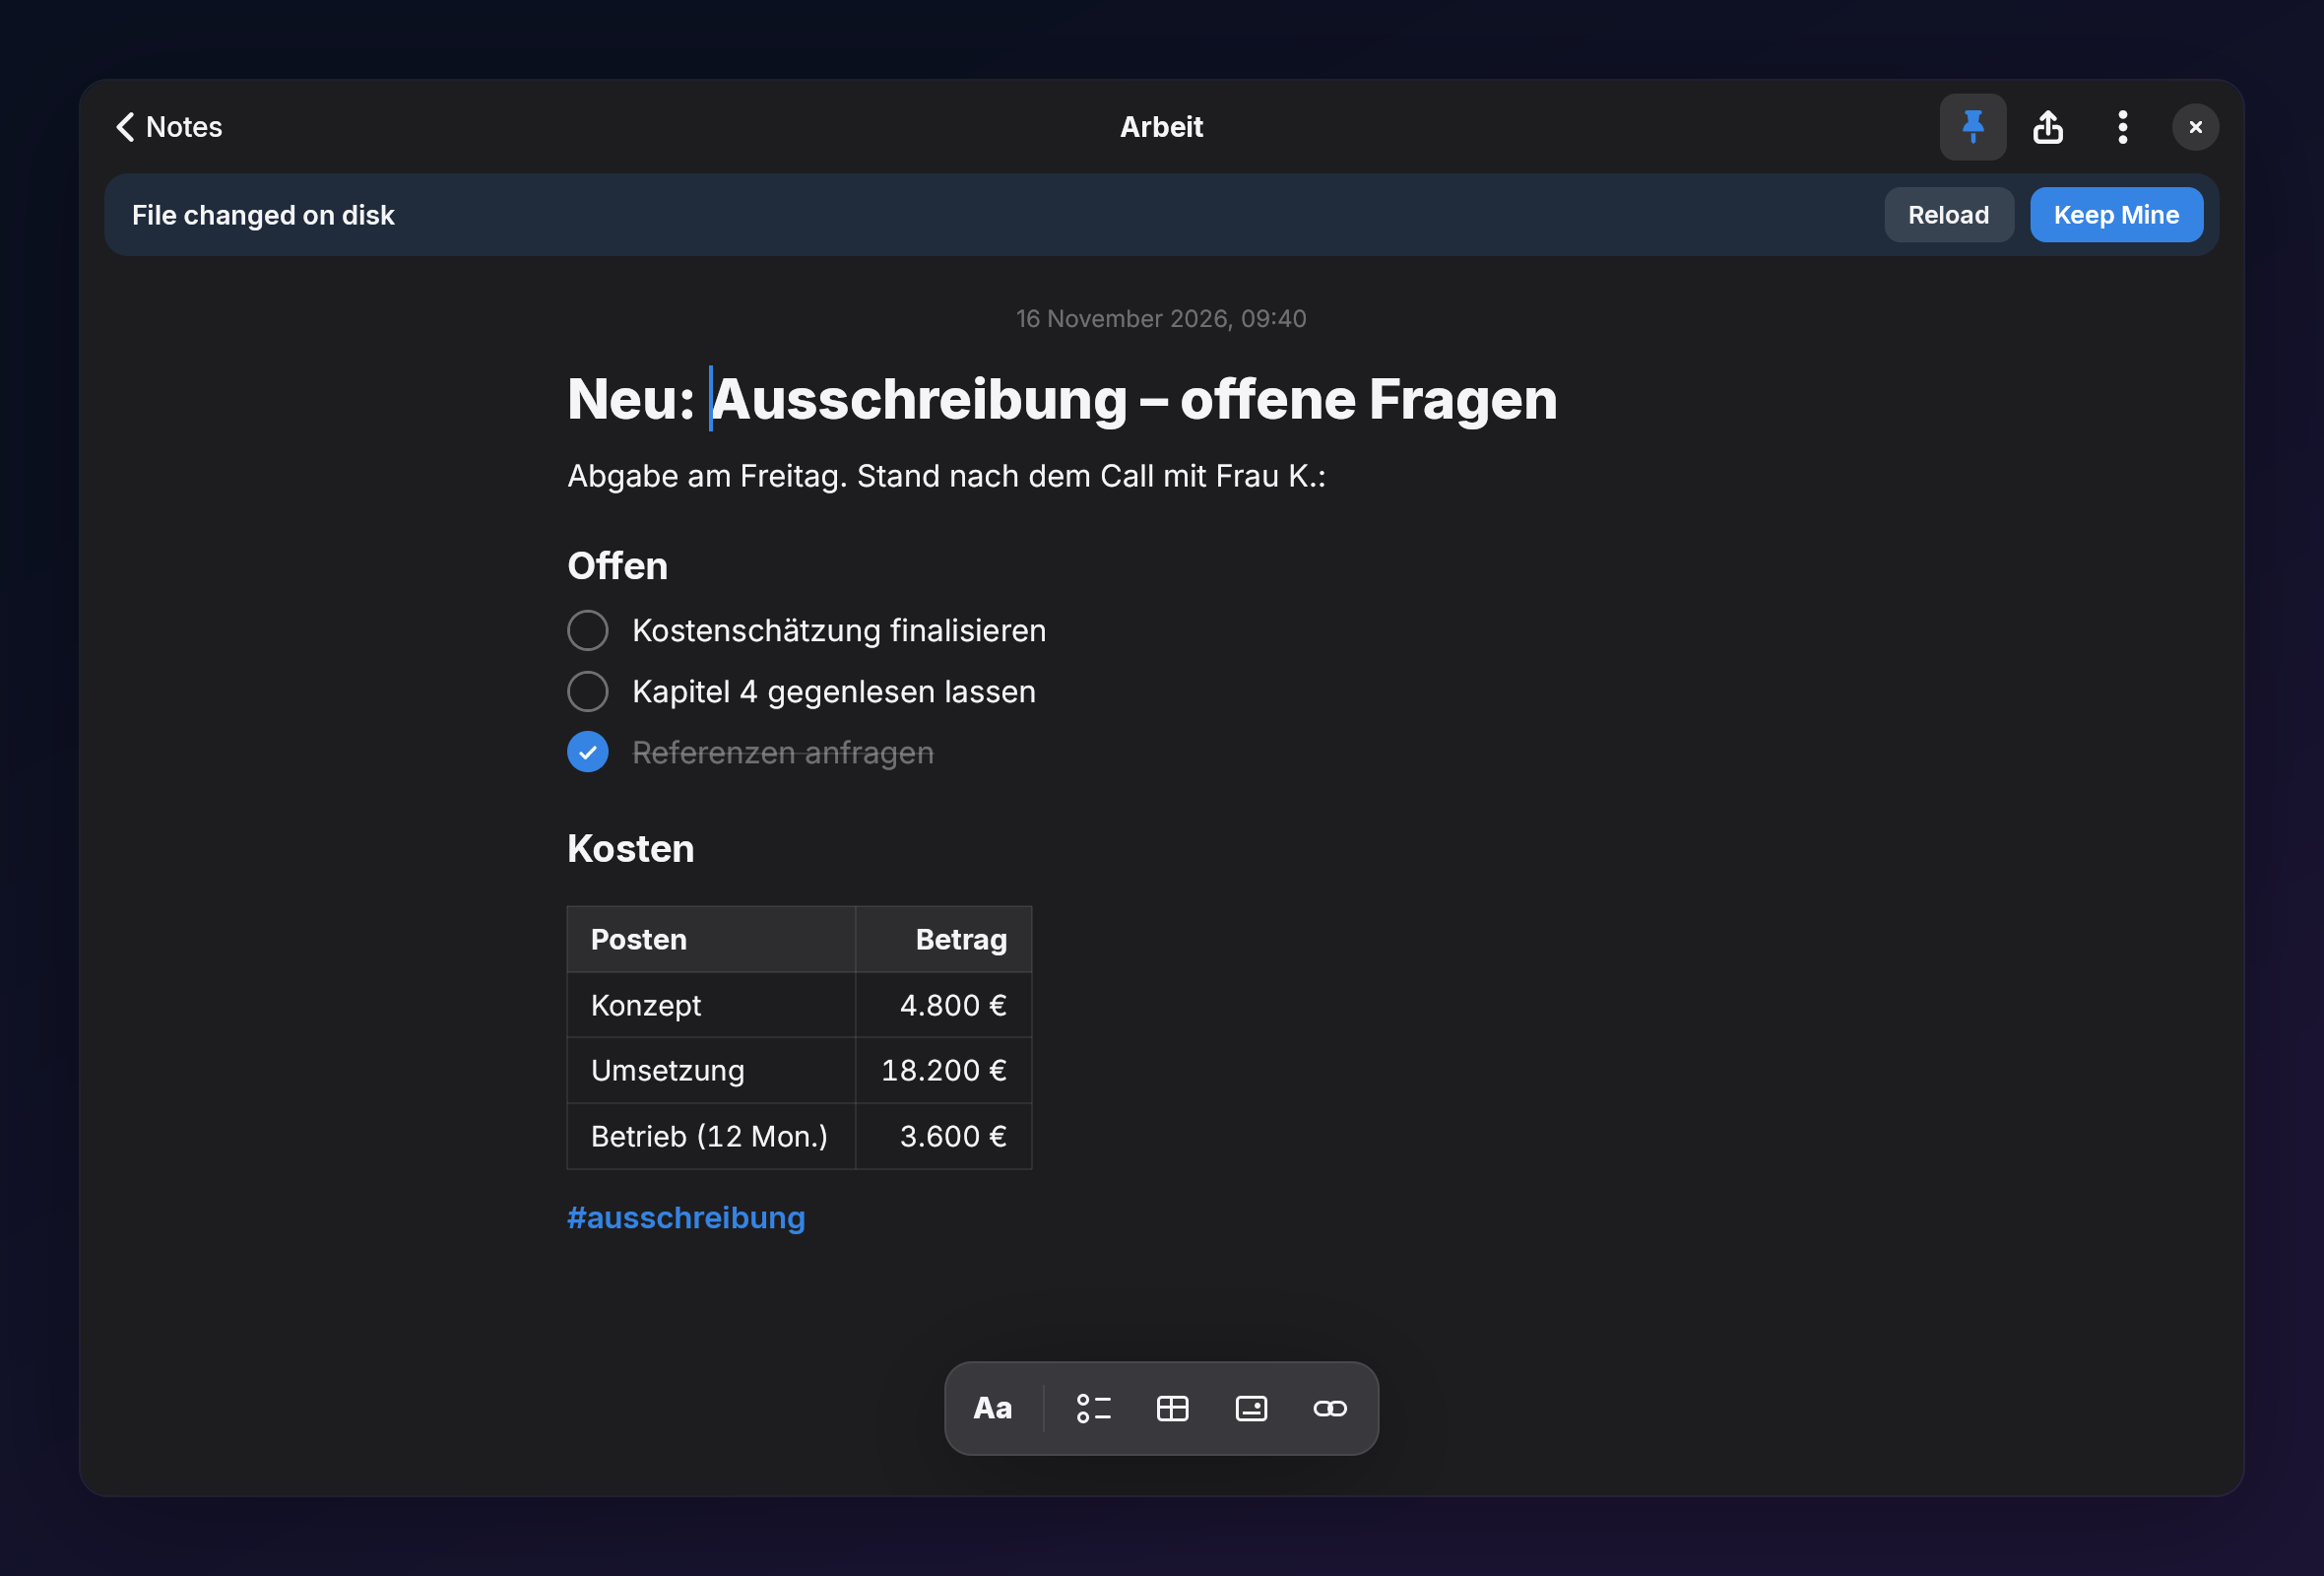 Notes
Arbeit
File changed on disk
Reload
Keep Mine
16 November 2026, 09:40
Neu: Ausschreibung – offene Fragen
Abgabe am Freitag. Stand nach dem Call mit Frau K.:
Offen
Kostenschätzung finalisieren
Kapitel 4 gegenlesen lassen
Referenzen anfragen
Kosten
Posten Betrag
Konzept 4.800 €
Umsetzung 18.200 €
Betrieb (12 Mon.) 3.600 €
#ausschreibung
Aa